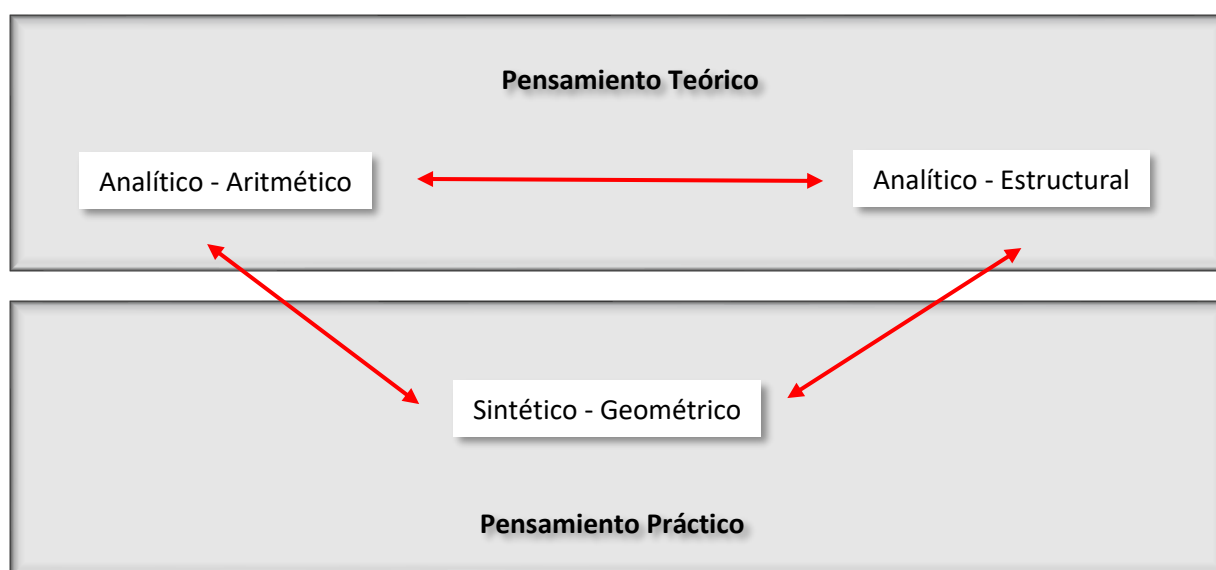 Pensamiento Teórico
Analítico - Aritmético
Analítico - Estructural
Sintético - Geométrico
Pensamiento Práctico